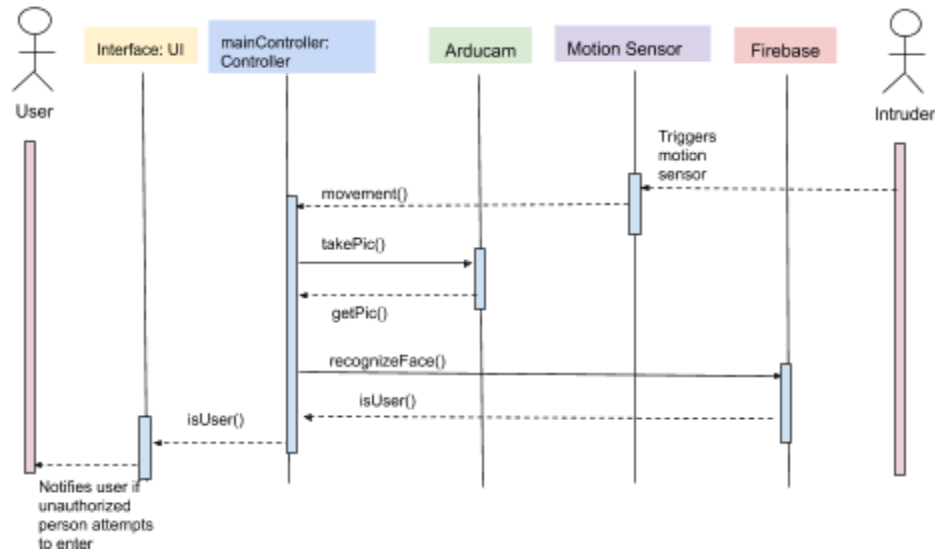 Interface: UI
mainController:
Controller
Arducam
Motion Sensor
Firebase
User
Intruder
Triggers
motion
sensor
movement()
takePic()
getPic()
recognizeFace()
isUser()
isUser()
Notifies user if
unauthorized
person attempts
to enter